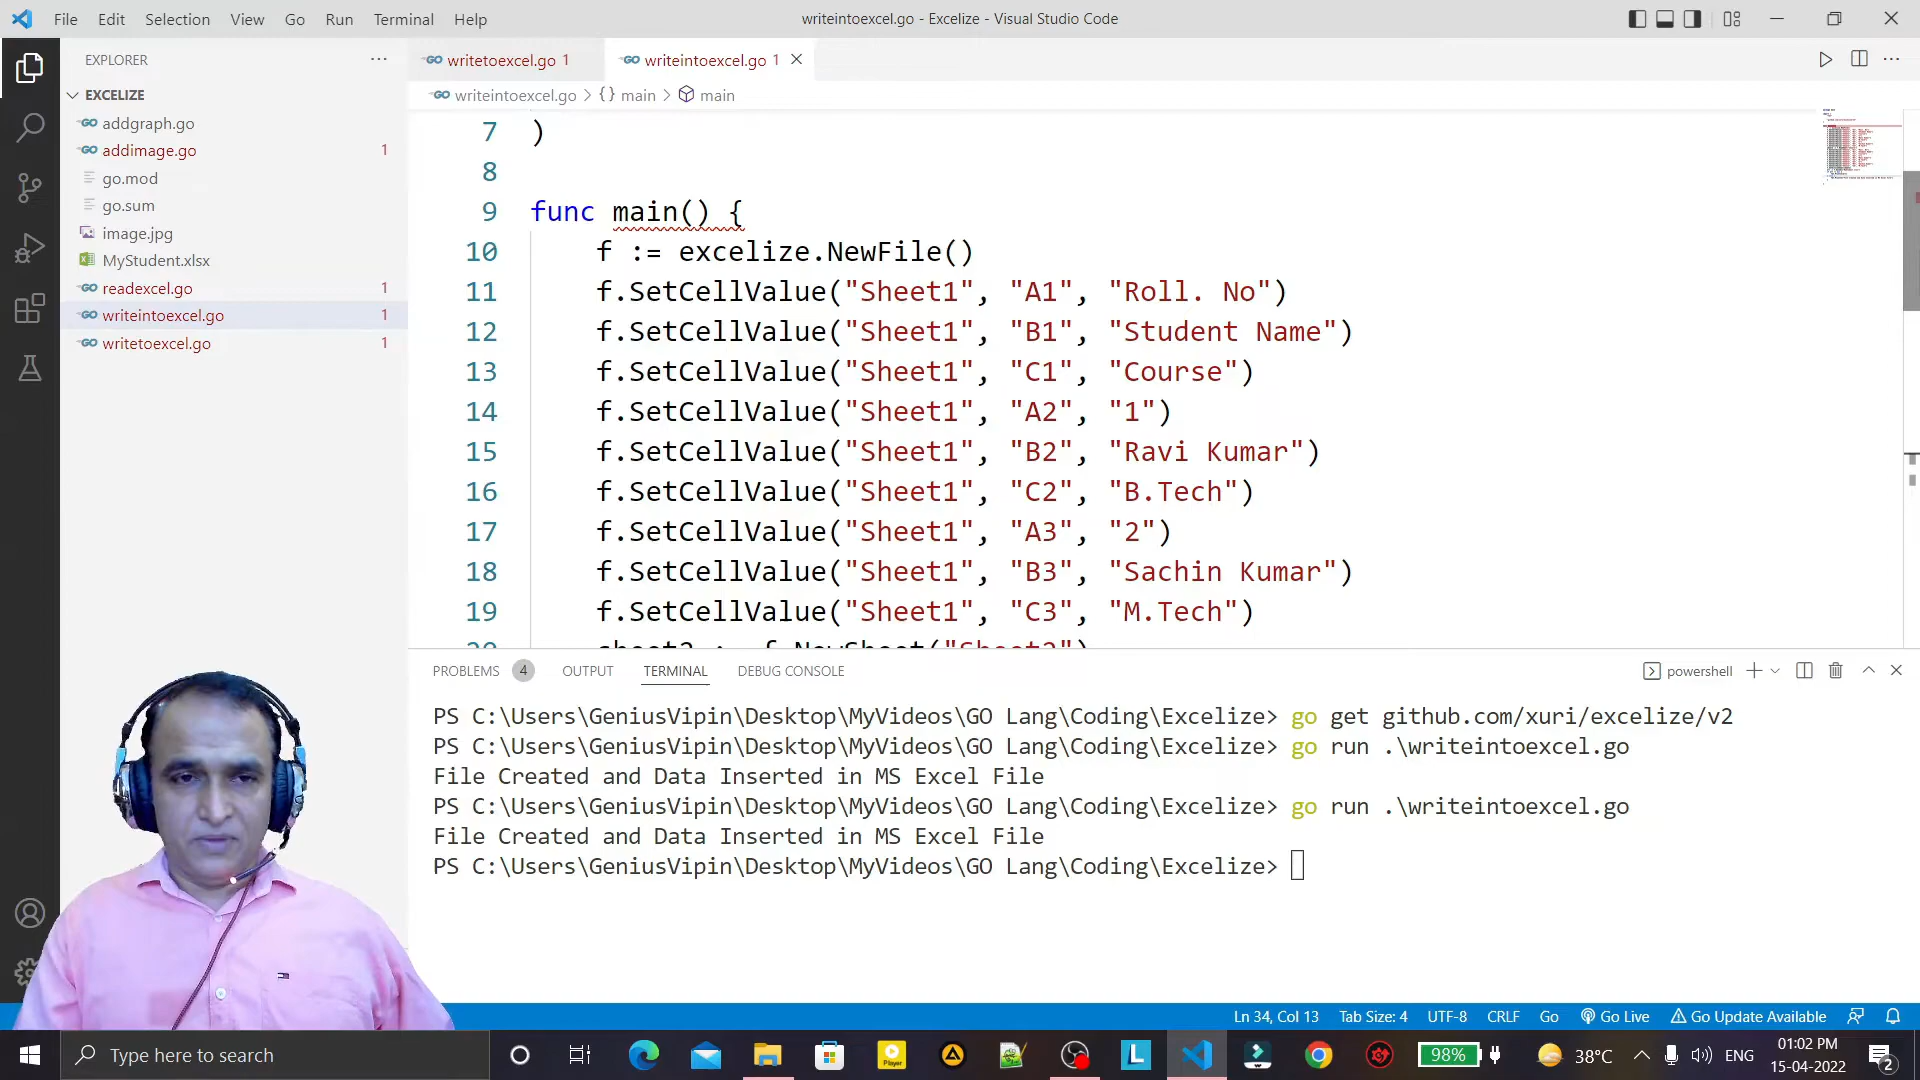 File Edit Selection View Go Run Terminal Help
writeintoexcel.go - Excelize - Visual Studio Code
EXPLORER
EXCELIZE
addgraph.go
addimage.go 1
go.mod
go.sum
image.jpg
MyStudent.xlsx
readexcel.go 1
writeintoexcel.go 1
writetoexcel.go 1
writetoexcel.go 1
writeintoexcel.go 1
writeintoexcel.go > {} main > main
7 )
8
9 func main() {
10 f := excelize.NewFile()
11 f.SetCellValue("Sheet1", "A1", "Roll. No")
12 f.SetCellValue("Sheet1", "B1", "Student Name")
13 f.SetCellValue("Sheet1", "C1", "Course")
14 f.SetCellValue("Sheet1", "A2", "1")
15 f.SetCellValue("Sheet1", "B2", "Ravi Kumar")
16 f.SetCellValue("Sheet1", "C2", "B.Tech")
17 f.SetCellValue("Sheet1", "A3", "2")
18 f.SetCellValue("Sheet1", "B3", "Sachin Kumar")
19 f.SetCellValue("Sheet1", "C3", "M.Tech")
PROBLEMS 4 OUTPUT TERMINAL DEBUG CONSOLE
powershell
PS C:\Users\GeniusVipin\Desktop\MyVideos\GO Lang\Coding\Excelize> go get github.com/xuri/excelize/v2
PS C:\Users\GeniusVipin\Desktop\MyVideos\GO Lang\Coding\Excelize> go run .\writeintoexcel.go
File Created and Data Inserted in MS Excel File
PS C:\Users\GeniusVipin\Desktop\MyVideos\GO Lang\Coding\Excelize> go run .\writeintoexcel.go
File Created and Data Inserted in MS Excel File
PS C:\Users\GeniusVipin\Desktop\MyVideos\GO Lang\Coding\Excelize>
Ln 34, Col 13 Tab Size: 4 UTF-8 CRLF Go Go Live Go Update Available
Type here to search
Player
L
98%
38°C
ENG
01:02 PM
15-04-2022
2